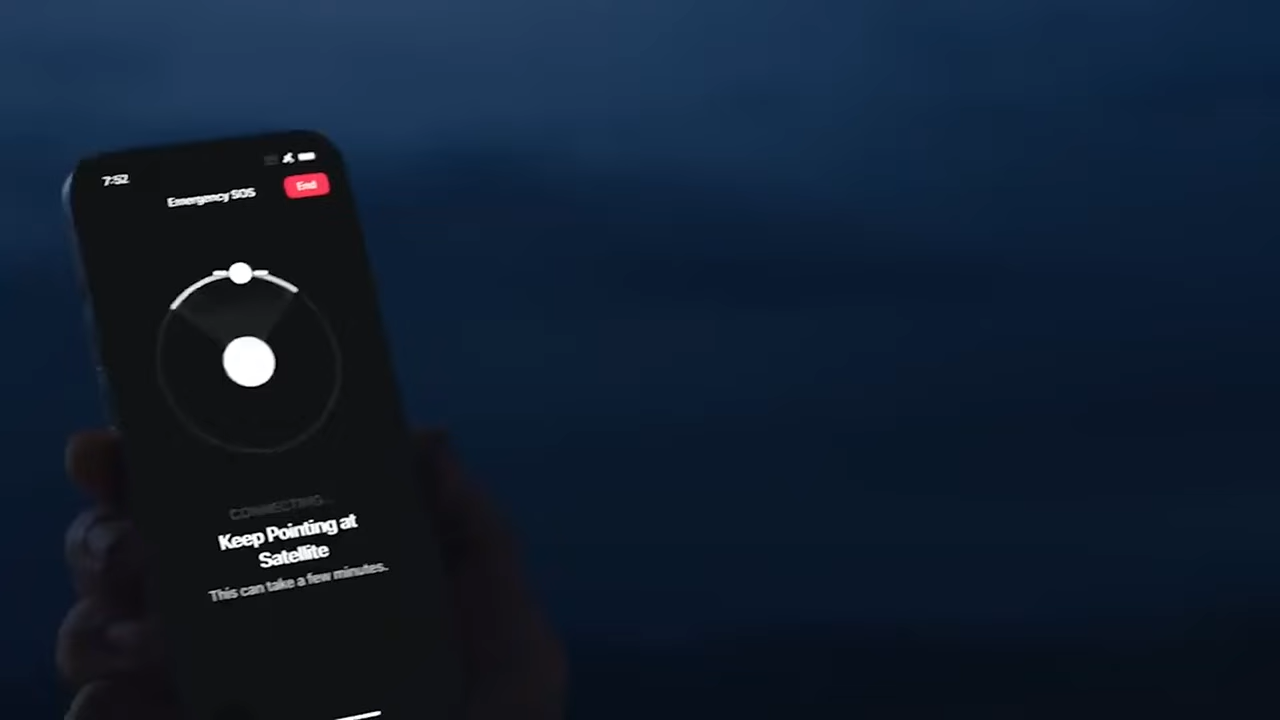 7:52
Emergency SOS
End
CONNECTING...
Keep Pointing at
Satellite
This can take a few minutes.